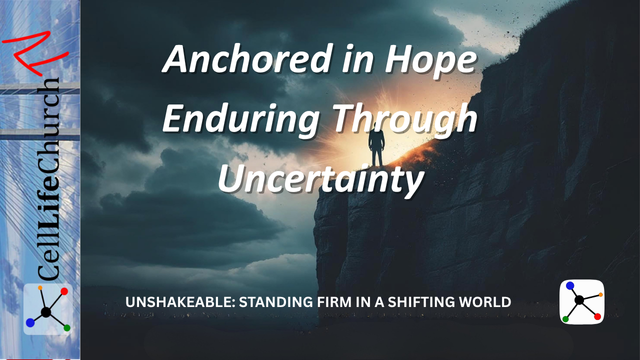 Anchored in Hope
Enduring Through
Uncertainty
UNSHAKEABLE: STANDING FIRM IN A SHIFTING WORLD
CellLifeChurch